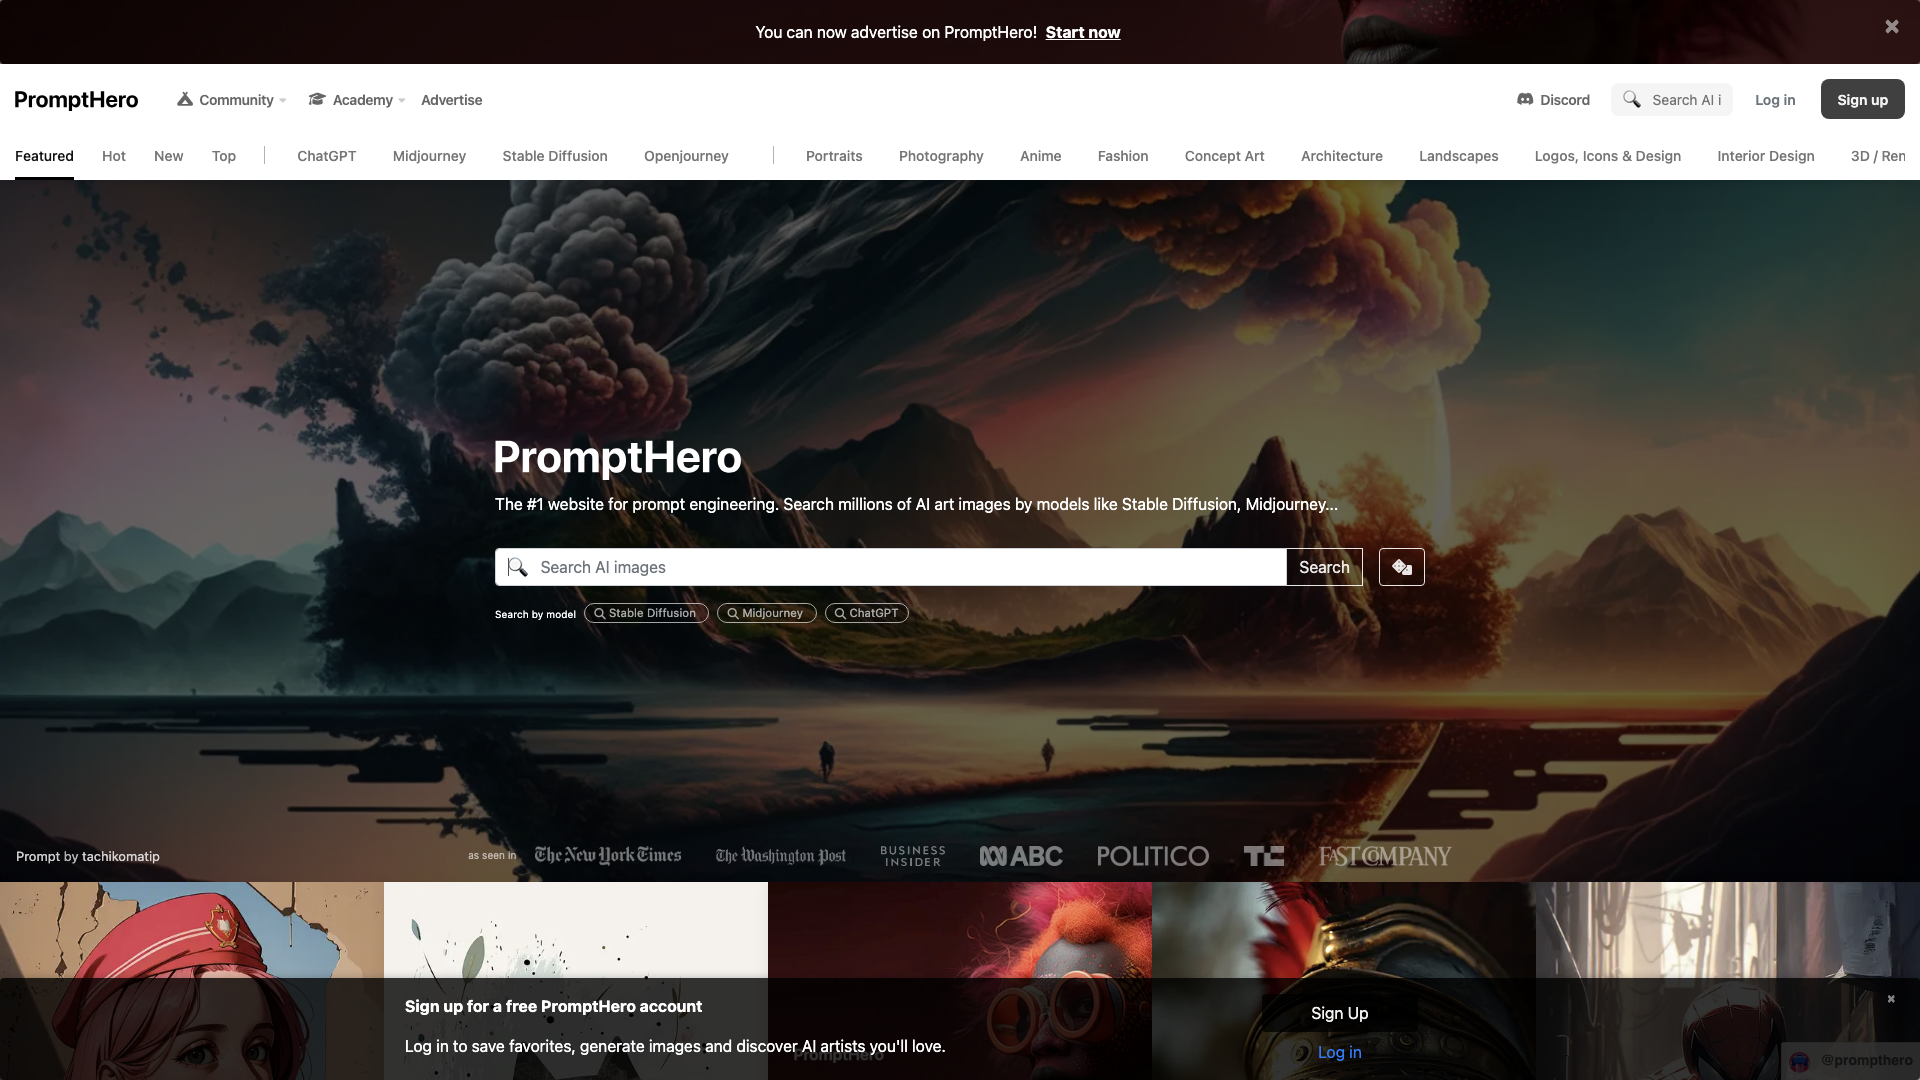 You can now advertise on PromptHero! Start now
PromptHero
Community
Academy
Advertise
Discord
Search AI i
Log in
Sign up
Featured
Hot
New
Top
ChatGPT
Midjourney
Stable Diffusion
Openjourney
Portraits
Photography
Anime
Fashion
Concept Art
Architecture
Landscapes
Logos, Icons & Design
Interior Design
3D / Ren
PromptHero
The #1 website for prompt engineering. Search millions of AI art images by models like Stable Diffusion, Midjourney...
Search AI images
Search
Search by model
Stable Diffusion
Midjourney
ChatGPT
Prompt by tachikomatip
as seen in
The New York Times
The Washington Post
BUSINESS
INSIDER
ABC
POLITICO
TC
FAST COMPANY
Sign up for a free PromptHero account
Log in to save favorites, generate images and discover AI artists you'll love.
PromptHero
Sign Up
Log in
@prompthero